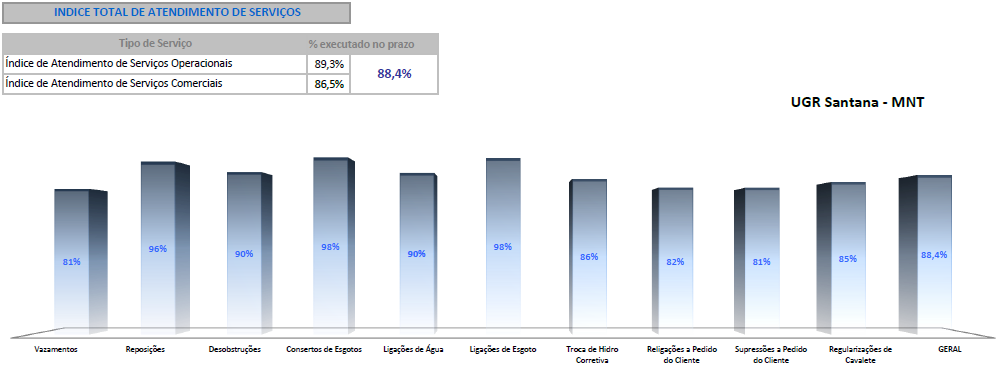 INDICE TOTAL DE ATENDIMENTO DE SERVIÇOS
Tipo de Serviço % executado no prazo
Índice de Atendimento de Serviços Operacionais 89,3%
88,4%
Índice de Atendimento de Serviços Comerciais 86,5%
UGR Santana - MNT
81% 96% 90% 98% 90% 98% 86% 82% 81% 85% 88,4%
Vazamentos Reposições Desobstruções Consertos de Esgotos Ligações de Água Ligações de Esgoto Troca de Hidro Religações a Pedido Supressões a Pedido Regularizações de GERAL
Corretiva do Cliente do Cliente Cavalete